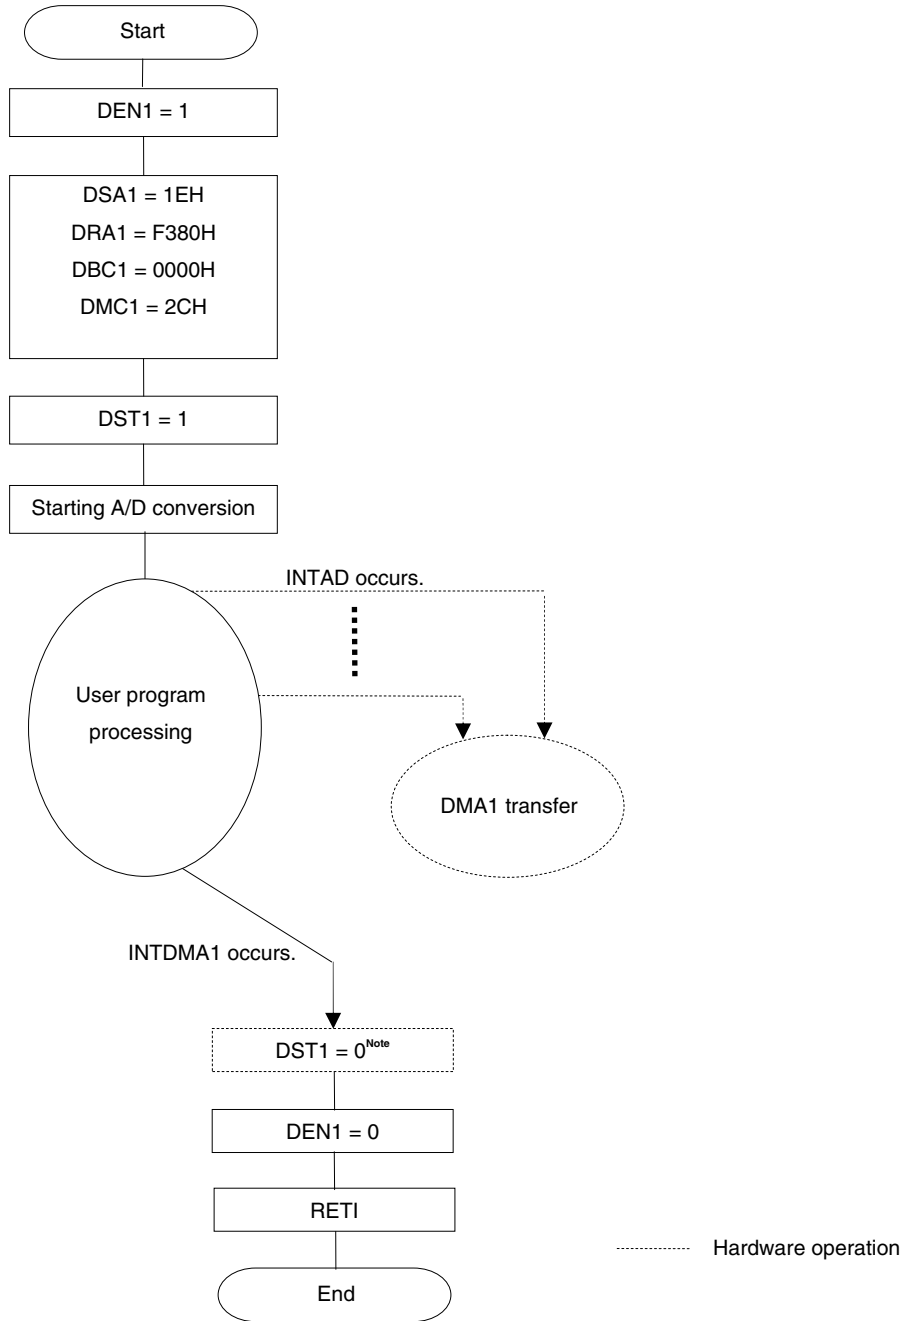 Start
DEN1 = 1
DSA1 = 1EH
DRA1 = F380H
DBC1 = 0000H
DMC1 = 2CH
DST1 = 1
Starting A/D conversion
INTAD occurs.
User program
processing
DMA1 transfer
INTDMA1 occurs.
DST1 = 0Note
DEN1 = 0
RETI
Hardware operation
End